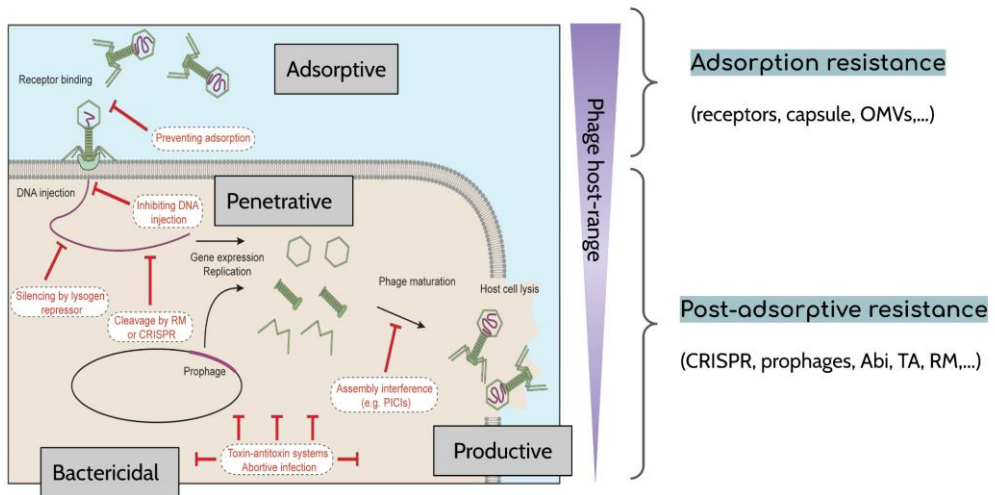 Adsorptive
Receptor binding
Preventing adsorption
DNA injection
Inhibiting DNA
injection
Penetrative
Gene expression
Replication
Silencing by lysogen
repressor
Cleavage by RM
or CRISPR
Prophage
Phage maturation
Host cell lysis
Assembly interference
(e.g. PICIs)
Toxin-antitoxin systems
Abortive infection
Bactericidal
Productive
Phage host-range
Adsorption resistance
(receptors, capsule, OMVs,...)
Post-adsorptive resistance
(CRISPR, prophages, Abi, TA, RM,...)